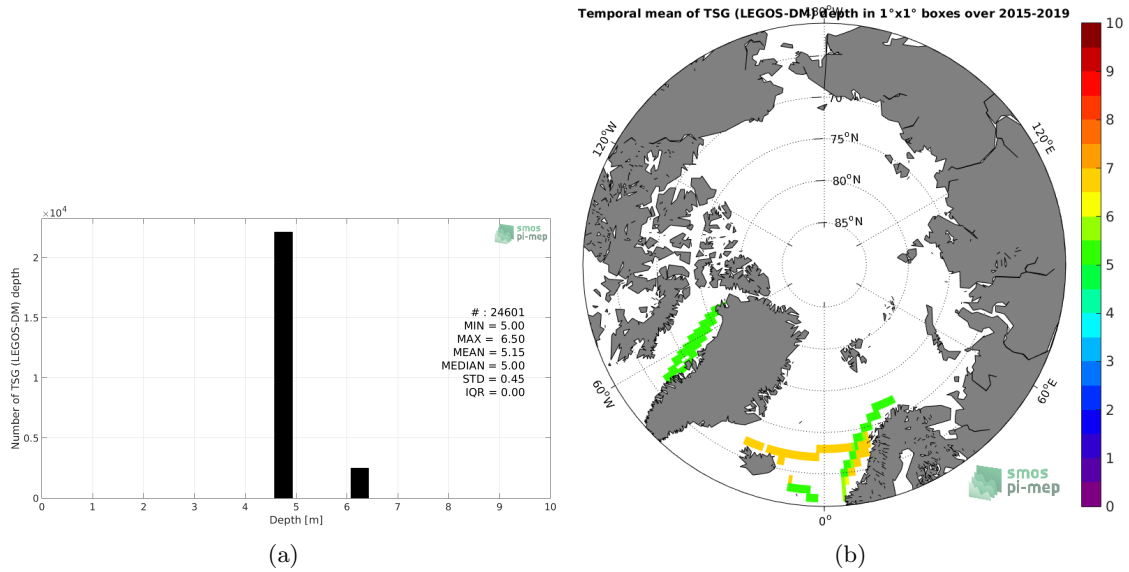 ×10⁴
2
1.5
1
0.5
0
0 1 2 3 4 5 6 7 8 9 10
Number of TSG (LEGOS-DM) depth
Depth [m]
smos
pi-mep
# : 24601
MIN = 5.00
MAX = 6.50
MEAN = 5.15
MEDIAN = 5.00
STD = 0.45
IQR = 0.00
(a)
Temporal mean of TSG (LEGOS-DM) depth in 1°x1° boxes over 2015-2019
180°W
120°W
120°E
60°W
60°E
0°
70
75°N
80°N
85°N
10
9
8
7
6
5
4
3
2
1
0
smos
pi-mep
(b)